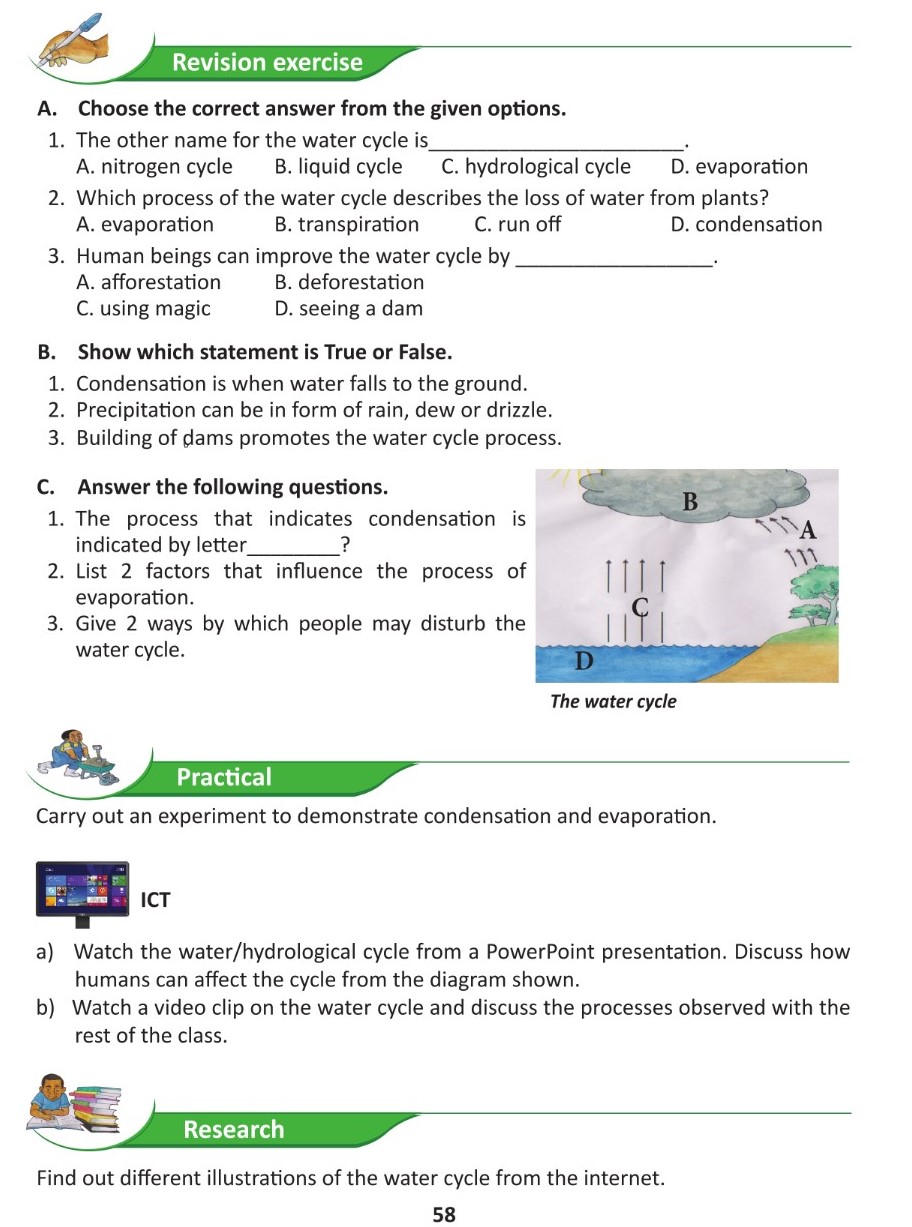 Revision exercise
A. Choose the correct answer from the given options.
1. The other name for the water cycle is______________________.
A. nitrogen cycle B. liquid cycle C. hydrological cycle D. evaporation
2. Which process of the water cycle describes the loss of water from plants?
A. evaporation B. transpiration C. run off D. condensation
3. Human beings can improve the water cycle by _________________.
A. afforestation B. deforestation
C. using magic D. seeing a dam
B. Show which statement is True or False.
1. Condensation is when water falls to the ground.
2. Precipitation can be in form of rain, dew or drizzle.
3. Building of dams promotes the water cycle process.
C. Answer the following questions.
1. The process that indicates condensation is
indicated by letter________?
2. List 2 factors that influence the process of
evaporation.
3. Give 2 ways by which people may disturb the
water cycle.
B
A
C
D
The water cycle
Practical
Carry out an experiment to demonstrate condensation and evaporation.
ICT
a) Watch the water/hydrological cycle from a PowerPoint presentation. Discuss how
humans can affect the cycle from the diagram shown.
b) Watch a video clip on the water cycle and discuss the processes observed with the
rest of the class.
Research
Find out different illustrations of the water cycle from the internet.
58